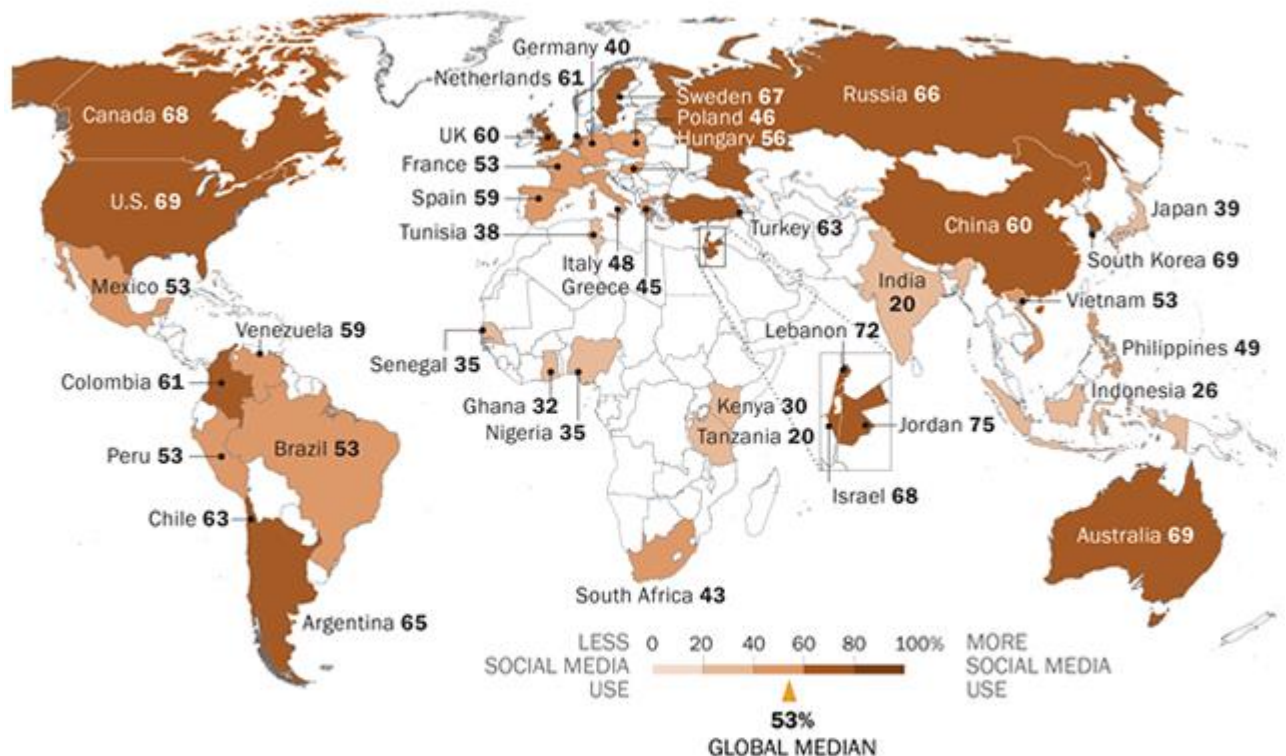 Germany 40
Netherlands 61
Canada 68
Sweden 67
Russia 66
Poland 46
UK 60
Hungary 56
France 53
U.S. 69
Spain 59
Japan 39
Tunisia 38
Turkey 63
China 60
Italy 48
South Korea 69
Greece 45
India
20
Mexico 53
Vietnam 53
Venezuela 59
Lebanon 72
Senegal 35
Philippines 49
Colombia 61
Indonesia 26
Ghana 32
Kenya 30
Nigeria 35
Tanzania 20
Jordan 75
Peru 53
Brazil 53
Israel 68
Chile 63
Australia 69
South Africa 43
Argentina 65
LESS 0 20 40 60 80 100% MORE
SOCIAL MEDIA SOCIAL MEDIA
USE USE
53%
GLOBAL MEDIAN